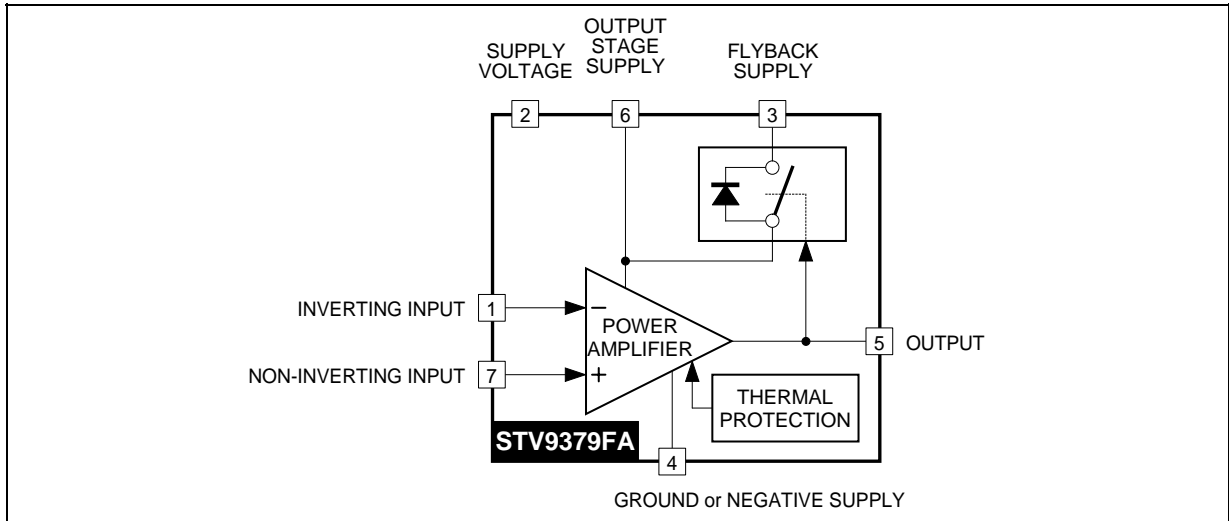 OUTPUT
STAGE
SUPPLY
SUPPLY
VOLTAGE
FLYBACK
SUPPLY
2
6
3
INVERTING INPUT
1
−
POWER
AMPLIFIER
5
OUTPUT
NON-INVERTING INPUT
7
+
THERMAL
PROTECTION
STV9379FA
4
GROUND or NEGATIVE SUPPLY